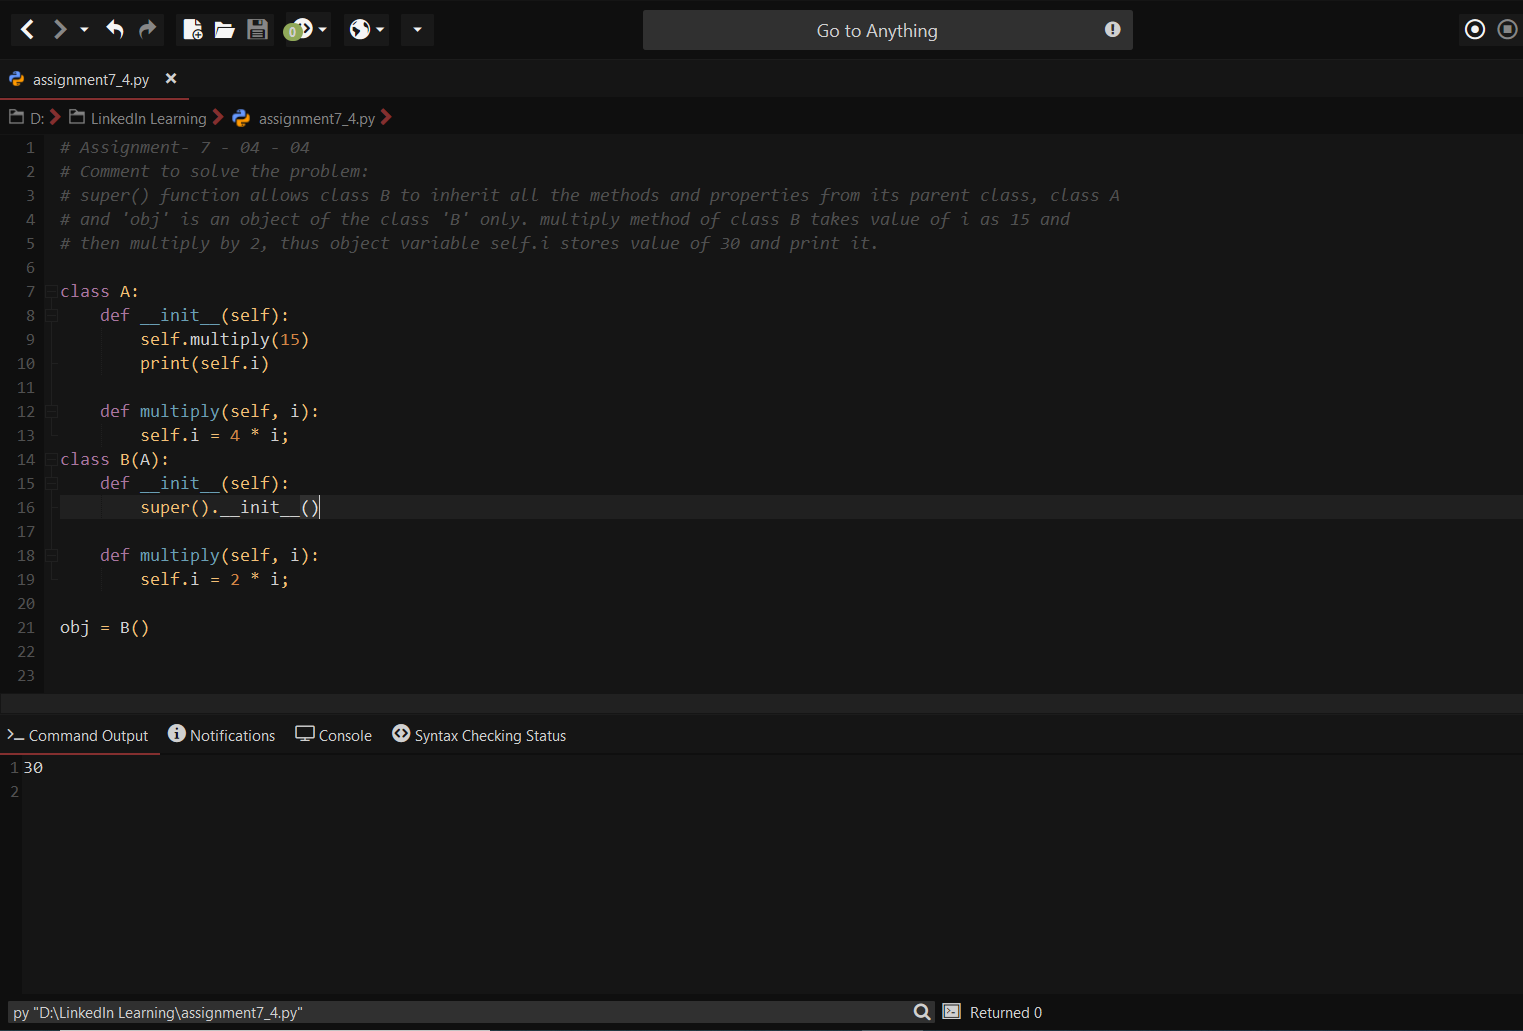 0
Go to Anything
assignment7_4.py
D: LinkedIn Learning assignment7_4.py
1 # Assignment- 7 - 04 - 04
2 # Comment to solve the problem:
3 # super() function allows class B to inherit all the methods and properties from its parent class, class A
4 # and 'obj' is an object of the class 'B' only. multiply method of class B takes value of i as 15 and
5 # then multiply by 2, thus object variable self.i stores value of 30 and print it.
6
7 class A:
8     def __init__(self):
9         self.multiply(15)
10         print(self.i)
11
12     def multiply(self, i):
13         self.i = 4 * i;
14 class B(A):
15     def __init__(self):
16         super().__init__()
17
18     def multiply(self, i):
19         self.i = 2 * i;
20
21 obj = B()
22
23
Command Output Notifications Console Syntax Checking Status
1 30
2
py "D:\LinkedIn Learning\assignment7_4.py" Returned 0